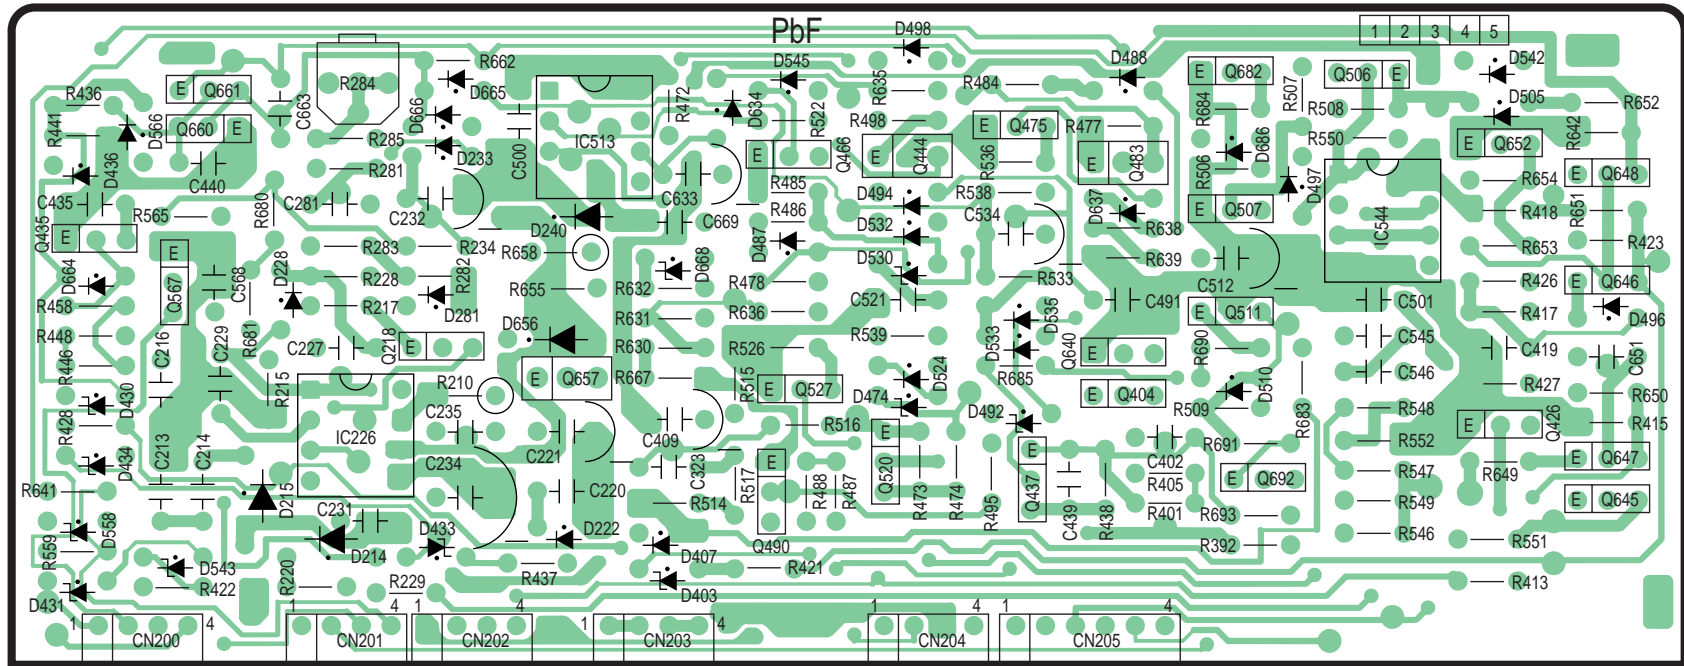 PbF
D498
1 2 3 4 5
R662
D545
D488
D542
E Q661
R284
D665
R635
R484
E Q682
R507
Q506 E
R436
C663
D666
R472
D634
R522
R508
D505
R652
R441
D566
Q660 E
R285
C500
IC513
R498
E Q475
R477
R684
R550
R642
E Q652
D233
E Q466
E Q444
R536
E Q483
D686
D436
C440
R281
R506
C633
R485
D494
R538
D497
R654
E Q648
C435
R565
R680
C281
C232
D240
C669
R486
D532
C534
D637
E Q507
IC544
R418
R651
Q435 E
E
R283
R234
R658
D487
D530
R638
R653
R423
D664
Q567
C568
D228
R228
R282
D668
R632
R478
R533
R639
C512
R426
E Q646
R458
R217
D281
R655
R631
R636
C521
D535
C491
E Q511
C501
R417
D496
R448
C216
C229
R681
C227
Q218 E
D656
R630
R526
R539
D533
Q640 E
R690
C545
C419
C651
R446
R215
R210
E Q657
R667
R515
E Q527
D524
R685
E Q404
D510
R683
C546
R427
R650
D430
D474
D492
R509
R548
R428
IC226
C235
C221
C409
R516
E
R552
E Q426
R415
D434
C213
C214
C234
C323
R517
E
Q520
E Q437
C402
R691
R547
R649
E Q647
R641
D215
C231
C220
R514
R488
R487
R473
R474
R495
C439
R438
R405
R401
E Q692
R693
R549
E Q645
D558
D433
D222
D407
Q490
R392
R546
R551
R559
D543
D214
R437
R421
D431
R422
R220
R229
D403
R413
1 CN200 4
1 CN201 4
1 CN202 4
1 CN203 4
1 CN204 4
1 CN205 4